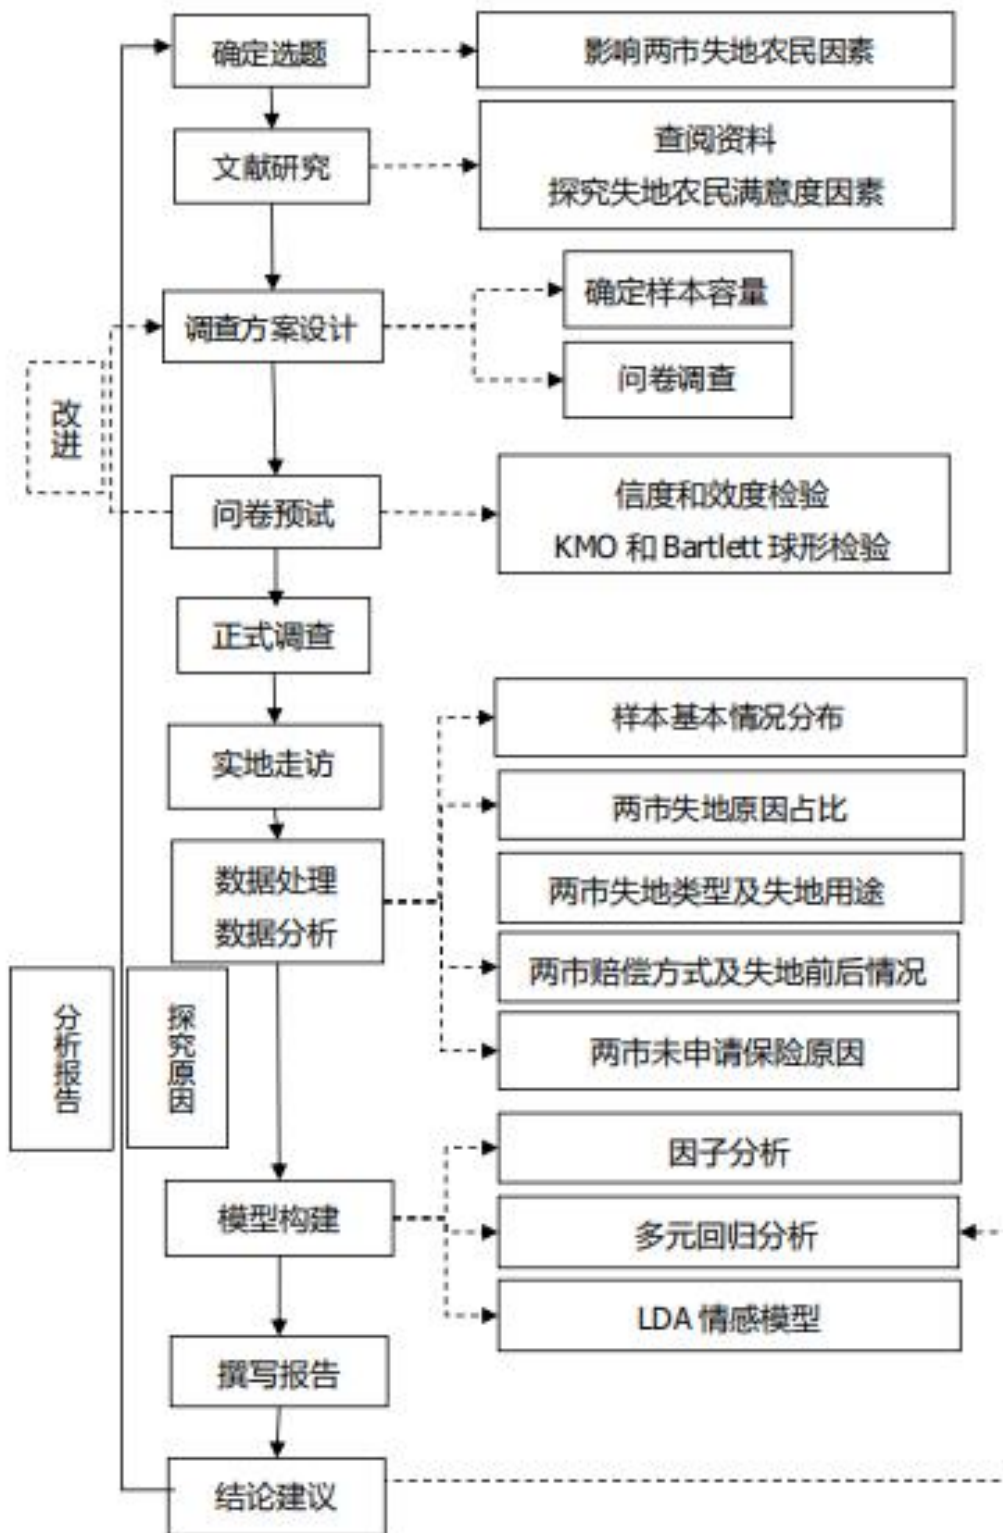 确定选题
影响两市失地农民因素
文献研究
查阅资料
探究失地农民满意度因素
调查方案设计
确定样本容量
问卷调查
改进
问卷预试
信度和效度检验
KMO 和 Bartlett 球形检验
正式调查
实地走访
样本基本情况分布
两市失地原因占比
数据处理
数据分析
两市失地类型及失地用途
两市赔偿方式及失地前后情况
两市未申请保险原因
分析报告
探究原因
模型构建
因子分析
多元回归分析
LDA 情感模型
撰写报告
结论建议